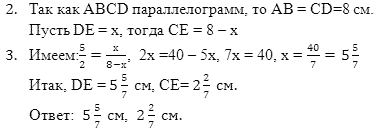 2. Так как ABCD параллелограмм, то AB = CD=8 см.
Пусть DE = x, тогда CE = 8 – x
3. Имеем: 5/2 = x/(8−x), 2x =40 – 5x, 7x = 40, x = 40/7 = 5 5/7
Итак, DE = 5 5/7 см, CE= 2 2/7 см.
Ответ: 5 5/7 см, 2 2/7 см.